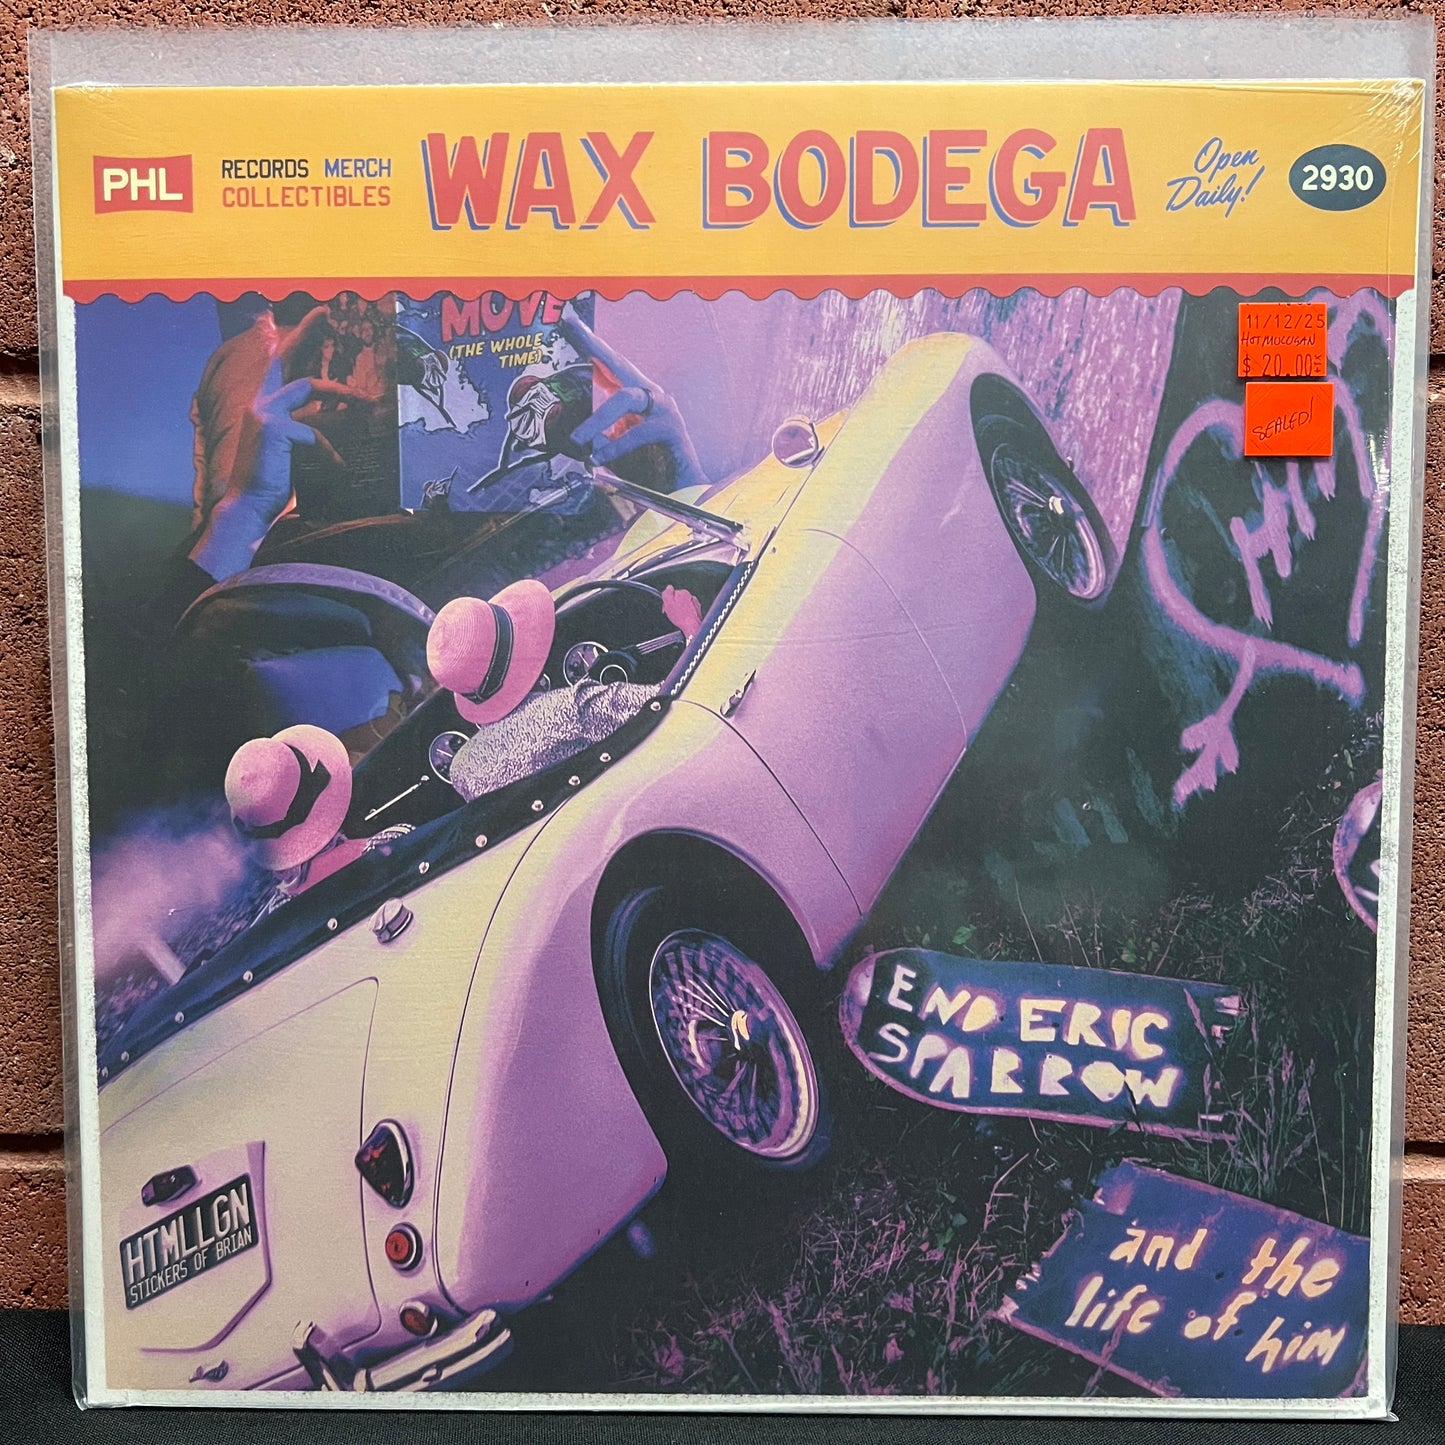 PHL
RECORDS MERCH
COLLECTIBLES
WAX BODEGA
Open
Daily!
2930
MOVE
(THE WHOLE
TIME)
11/12/25
HOTMULLIGAN
$ 20.00
SEALED!
END ERIC
SPARROW
and the
life of him
HTMLLGN
STICKERS OF BRIAN